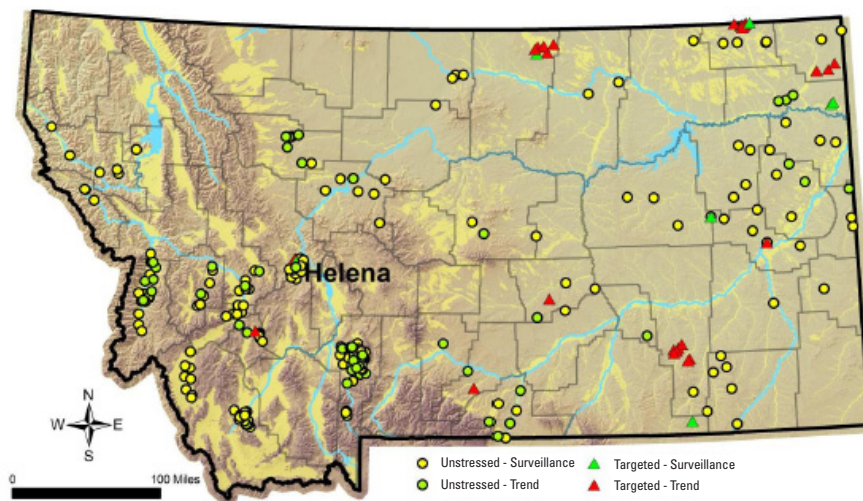 Helena
N
W E
S
0 100 Miles
Unstressed - Surveillance
Unstressed - Trend
Targeted - Surveillance
Targeted - Trend